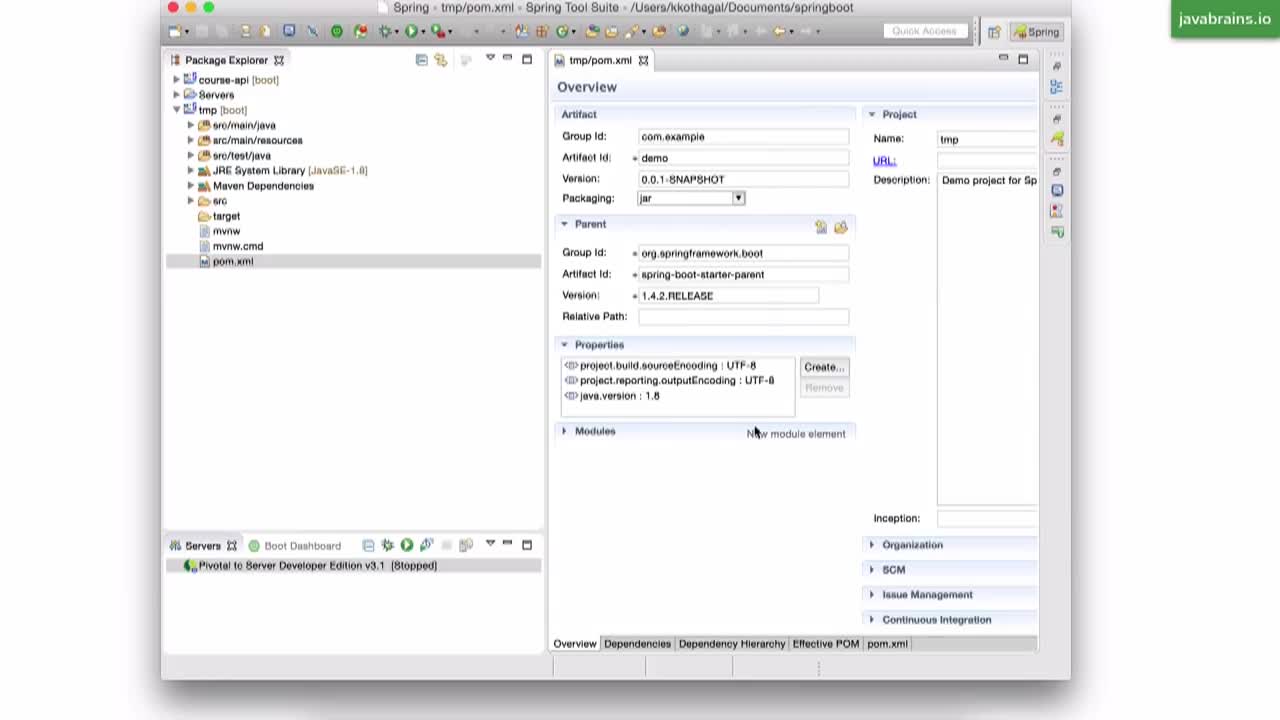 javabrains.io
Spring - tmp/pom.xml - Spring Tool Suite - /Users/kkothagal/Documents/springboot
Quick Access
Spring
Package Explorer
course-api [boot]
Servers
tmp [boot]
src/main/java
src/main/resources
src/test/java
JRE System Library [JavaSE-1.8]
Maven Dependencies
src
target
mvnw
mvnw.cmd
pom.xml
Servers
Boot Dashboard
Pivotal tc Server Developer Edition v3.1 [Stopped]
tmp/pom.xml
Overview
Artifact
Group Id: com.example
Artifact Id: demo
Version: 0.0.1-SNAPSHOT
Packaging: jar
Parent
Group Id: org.springframework.boot
Artifact Id: spring-boot-starter-parent
Version: 1.4.2.RELEASE
Relative Path:
Properties
project.build.sourceEncoding : UTF-8
project.reporting.outputEncoding : UTF-8
java.version : 1.8
Create...
Remove
Modules
New module element
Project
Name: tmp
URL:
Description: Demo project for Sp
Inception:
Organization
SCM
Issue Management
Continuous Integration
Overview
Dependencies
Dependency Hierarchy
Effective POM
pom.xml